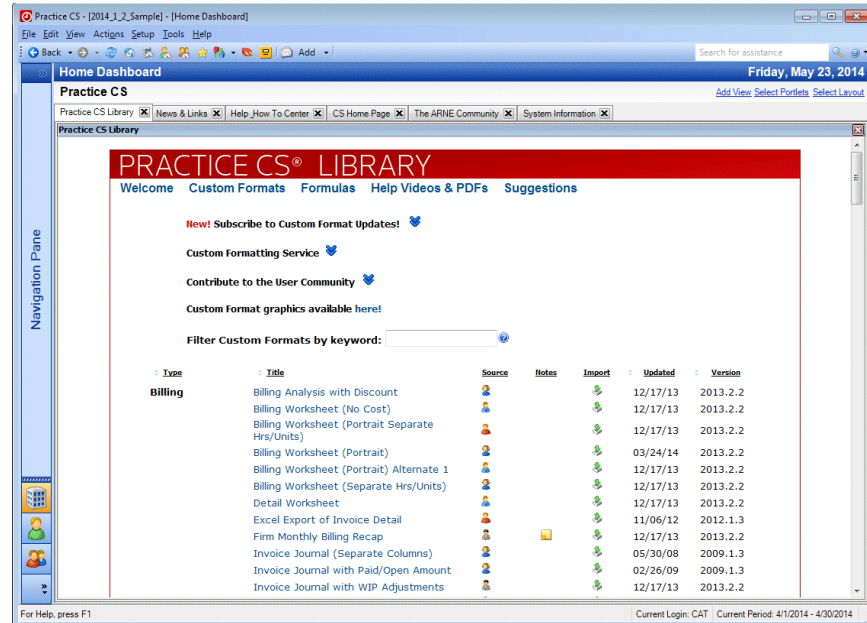 Practice CS - [2014_1_2_Sample] - [Home Dashboard]
File Edit View Actions Setup Tools Help
Back Add Search for assistance
Home Dashboard Friday, May 23, 2014
Practice CS Add View Select Portlets Select Layout
Practice CS Library News & Links Help_How To Center CS Home Page The ARNE Community System Information
Practice CS Library
PRACTICE CS® LIBRARY
Welcome Custom Formats Formulas Help Videos & PDFs Suggestions
New! Subscribe to Custom Format Updates!
Custom Formatting Service
Contribute to the User Community
Custom Format graphics available here!
Filter Custom Formats by keyword:
Type Title Source Notes Import Updated Version
Billing Billing Analysis with Discount 12/17/13 2013.2.2
Billing Worksheet (No Cost) 12/17/13 2013.2.2
Billing Worksheet (Portrait Separate
Hrs/Units) 12/17/13 2013.2.2
Billing Worksheet (Portrait) 03/24/14 2013.2.2
Billing Worksheet (Portrait) Alternate 1 12/17/13 2013.2.2
Billing Worksheet (Separate Hrs/Units) 12/17/13 2013.2.2
Detail Worksheet 12/17/13 2013.2.2
Excel Export of Invoice Detail 11/06/12 2012.1.3
Firm Monthly Billing Recap 12/17/13 2013.2.2
Invoice Journal (Separate Columns) 05/30/08 2009.1.3
Invoice Journal with Paid/Open Amount 02/26/09 2009.1.3
Invoice Journal with WIP Adjustments 12/17/13 2013.2.2
Navigation Pane
For Help, press F1 Current Login: CAT Current Period: 4/1/2014 - 4/30/2014